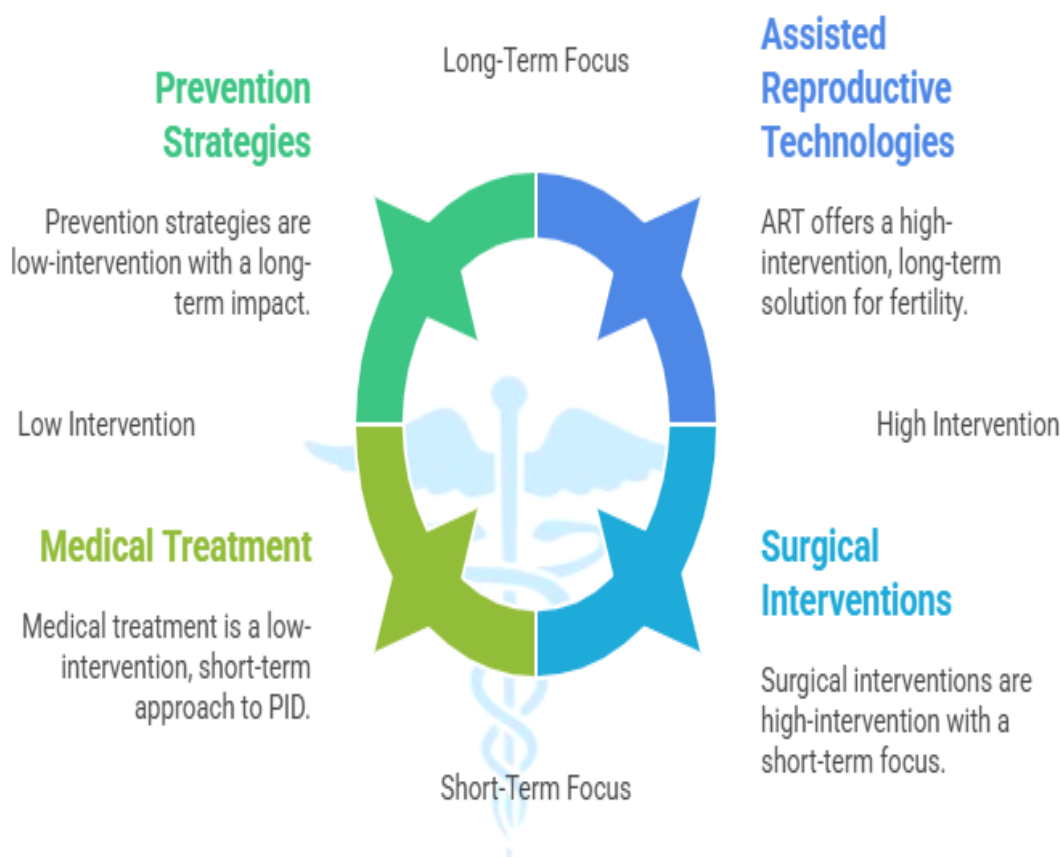 Long-Term Focus
Prevention
Strategies
Prevention strategies are
low-intervention with a long-
term impact.
Assisted
Reproductive
Technologies
ART offers a high-
intervention, long-term
solution for fertility.
Low Intervention
High Intervention
Medical Treatment
Medical treatment is a low-
intervention, short-term
approach to PID.
Surgical
Interventions
Surgical interventions are
high-intervention with a
short-term focus.
Short-Term Focus